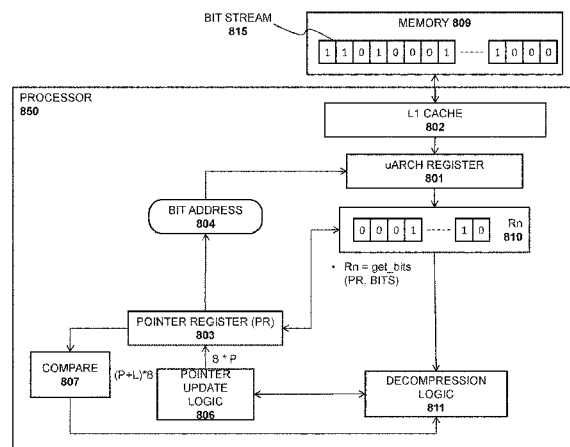 BIT STREAM
815
MEMORY 809
1 1 0 1 0 0 0 1 ----- 1 0 0 0
PROCESSOR
850
L1 CACHE
802
uARCH REGISTER
801
BIT ADDRESS
804
0 0 0 1 ----- 1 0
Rn
810
• Rn = get_bits
(PR, BITS)
POINTER REGISTER (PR)
803
8 * P
COMPARE
807
(P+L)*8
POINTER
UPDATE
LOGIC
806
DECOMPRESSION
LOGIC
811